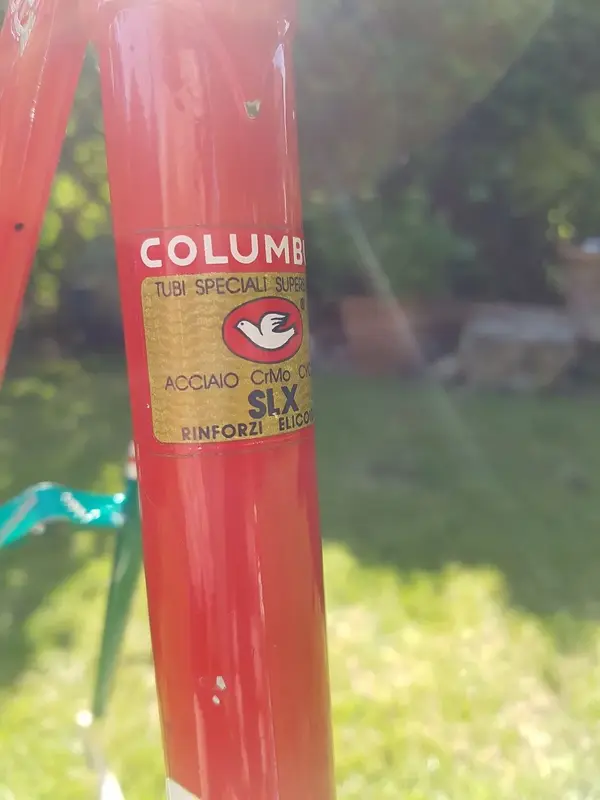 COLUMB
TUBI SPECIALI SUPER
ACCIAIO CrMo
SLX
RINFORZI ELICO